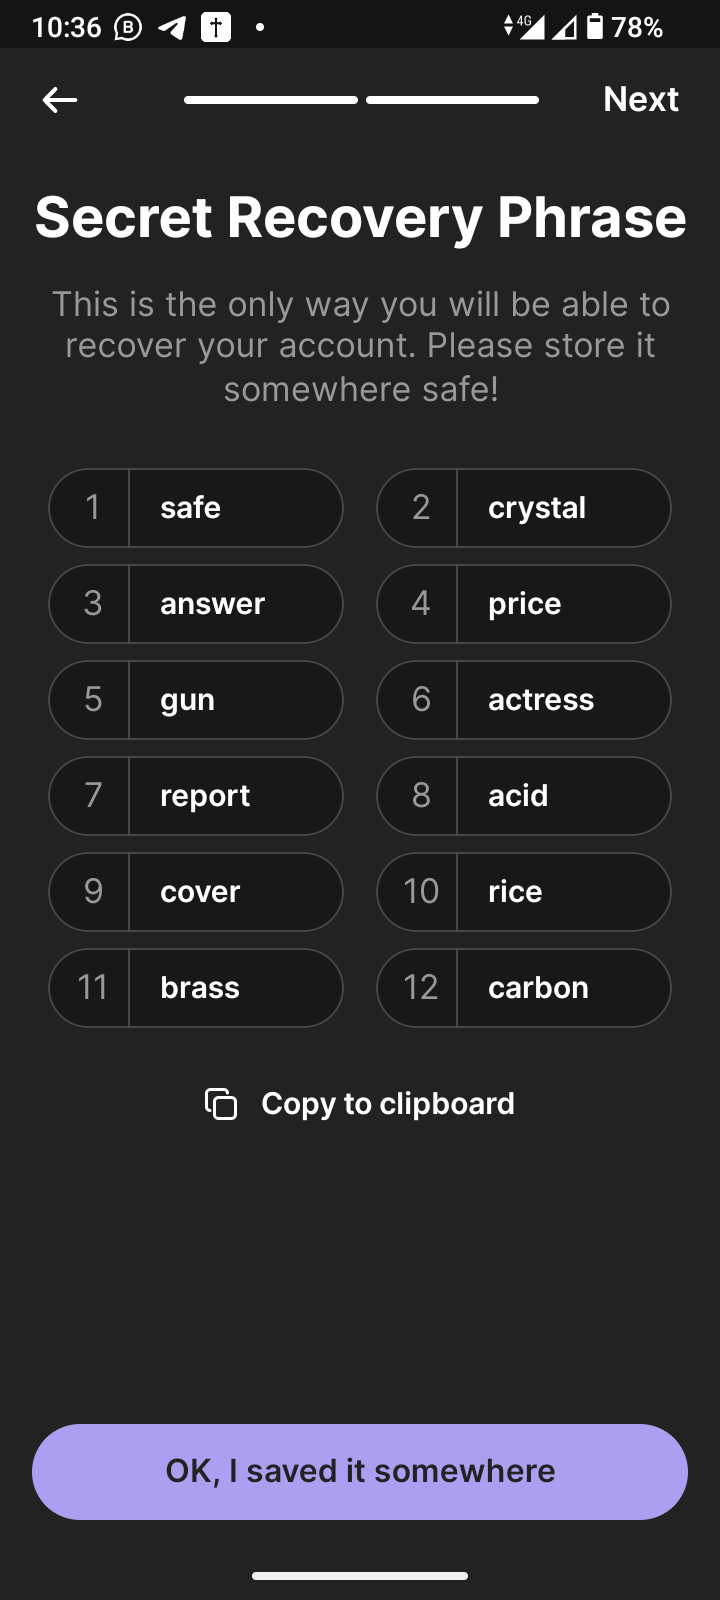 10:36 B 4G 78%
Next
Secret Recovery Phrase
This is the only way you will be able to
recover your account. Please store it
somewhere safe!
1 safe 2 crystal
3 answer 4 price
5 gun 6 actress
7 report 8 acid
9 cover 10 rice
11 brass 12 carbon
Copy to clipboard
OK, I saved it somewhere